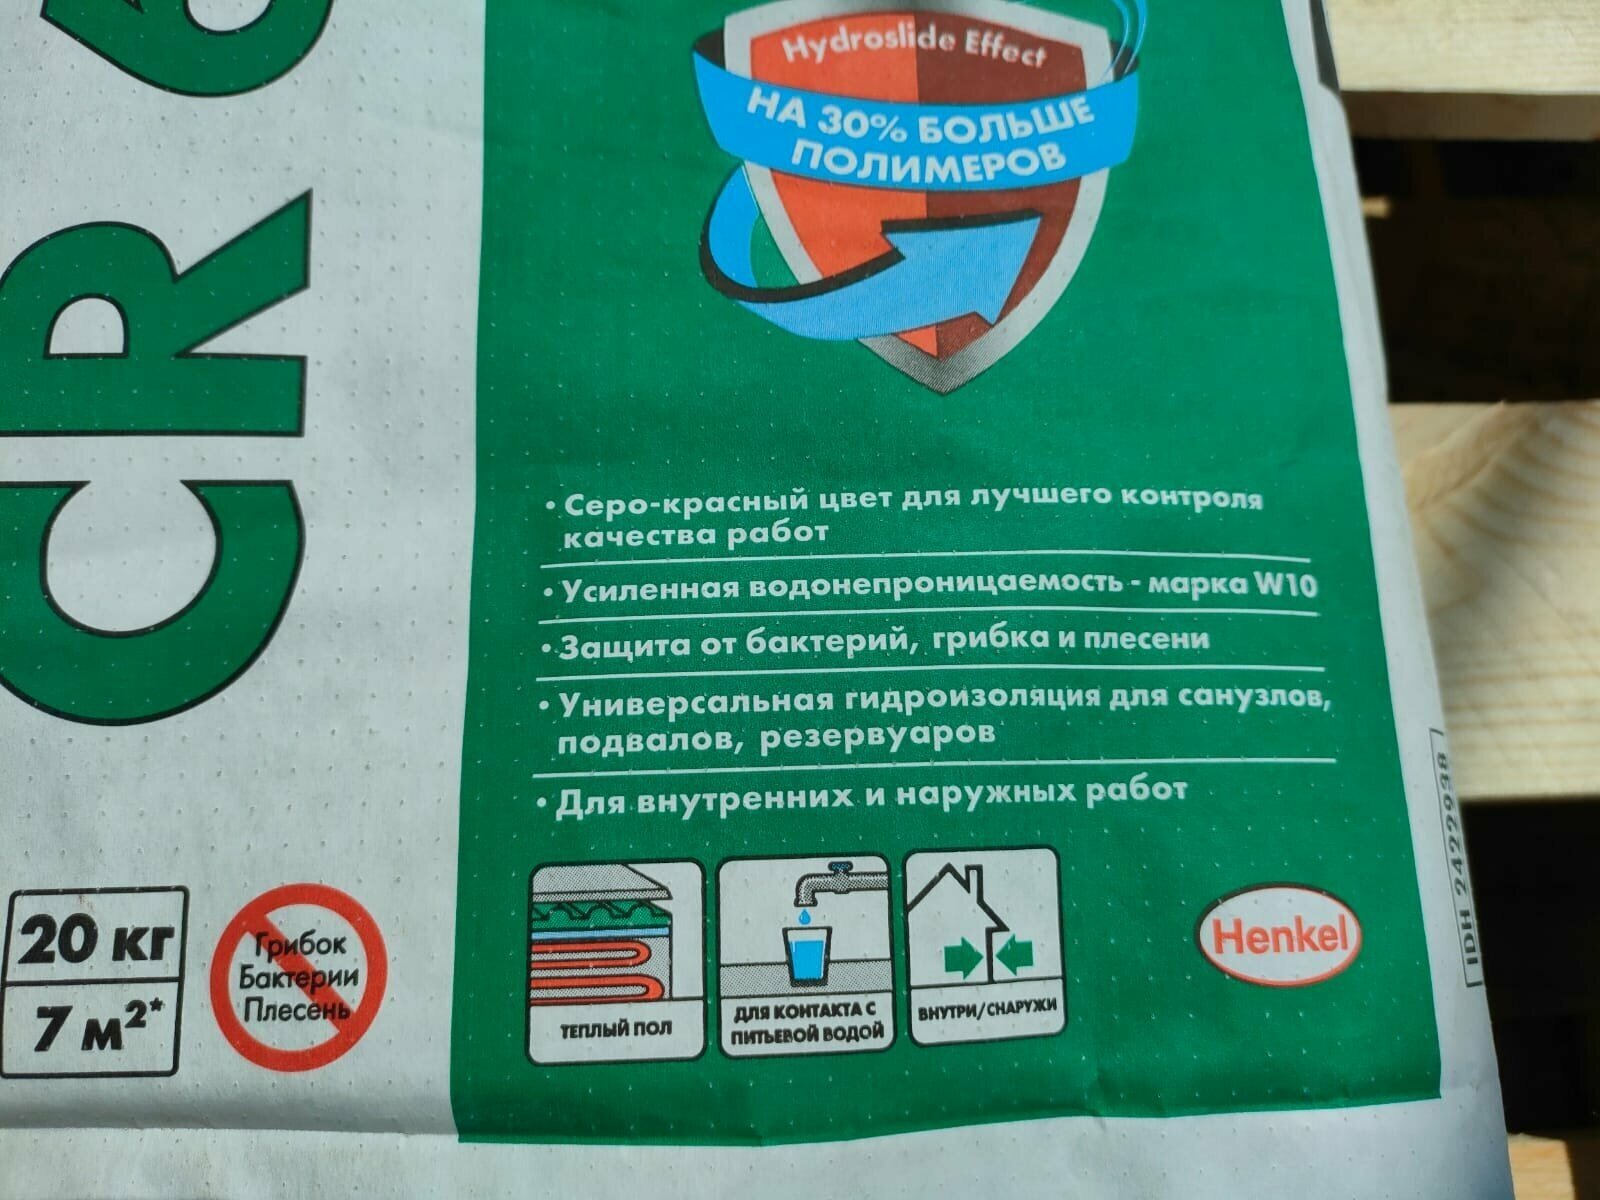 Hydroslide Effect
НА 30% БОЛЬШЕ
ПОЛИМЕРОВ
CR
• Серо-красный цвет для лучшего контроля
качества работ
• Усиленная водонепроницаемость - марка W10
• Защита от бактерий, грибка и плесени
• Универсальная гидроизоляция для санузлов,
подвалов, резервуаров
• Для внутренних и наружных работ
20 кг
7 м²*
Грибок
Бактерии
Плесень
ТЕПЛЫЙ ПОЛ
ДЛЯ КОНТАКТА С
ПИТЬЕВОЙ ВОДОЙ
ВНУТРИ/СНАРУЖИ
Henkel
IDH 2422938